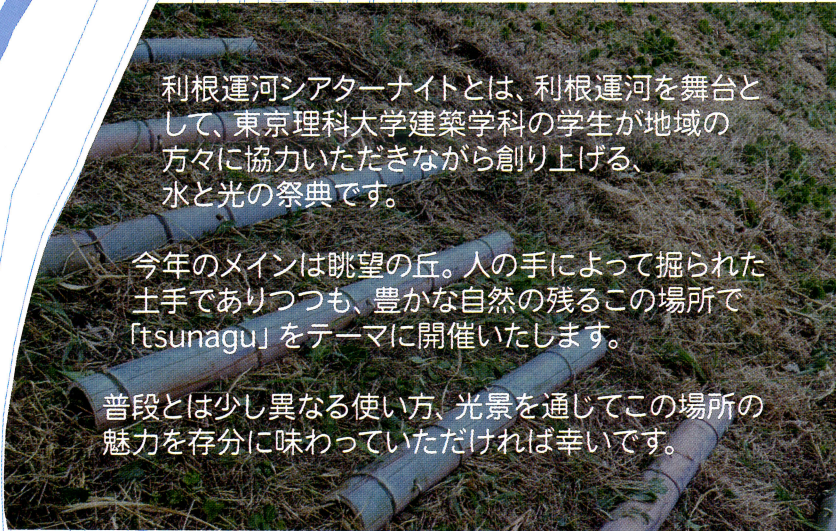 利根運河シアターナイトとは、利根運河を舞台と
して、東京理科大学建築学科の学生が地域の
方々に協力いただきながら創り上げる、
水と光の祭典です。
今年のメインは眺望の丘。人の手によって掘られた
土手でありつつも、豊かな自然の残るこの場所で
「tsunagu」をテーマに開催いたします。
普段とは少し異なる使い方、光景を通じてこの場所の
魅力を存分に味わっていただければ幸いです。